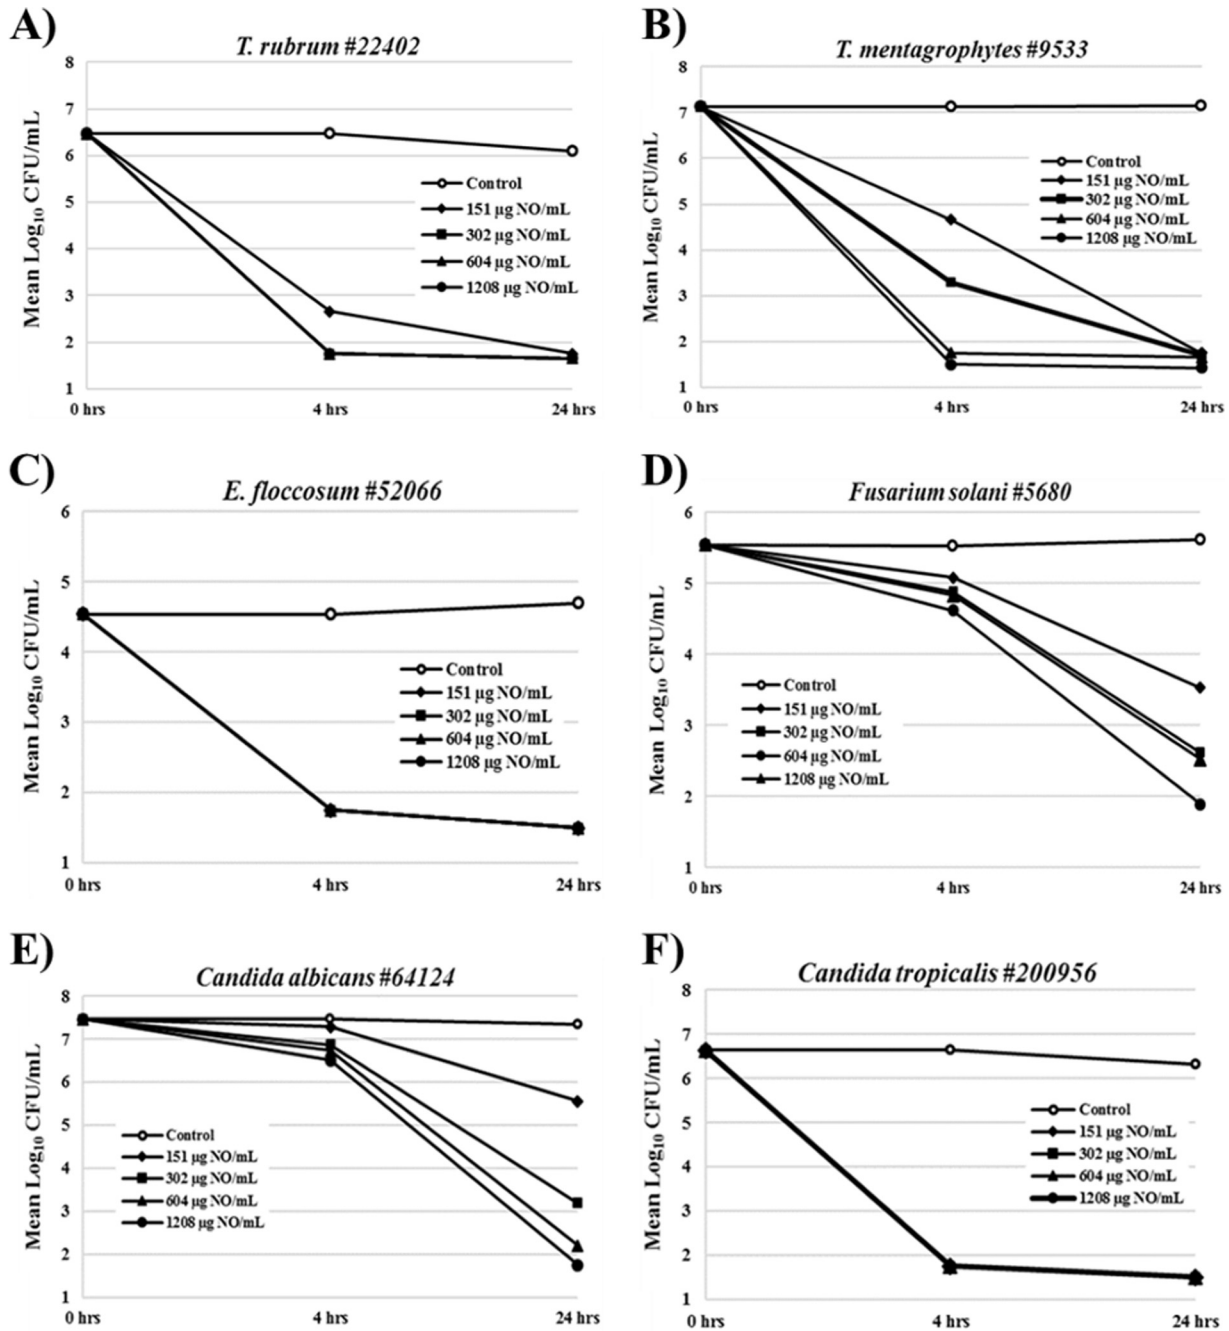 A)
T. rubrum #22402
Mean Log10 CFU/mL
8
7
6
5
4
3
2
1
Control
151 µg NO/mL
302 µg NO/mL
604 µg NO/mL
1208 µg NO/mL
0 hrs 4 hrs 24 hrs
B)
T. mentagrophytes #9533
Mean Log10 CFU/mL
8
7
6
5
4
3
2
1
Control
151 µg NO/mL
302 µg NO/mL
604 µg NO/mL
1208 µg NO/mL
0 hrs 4 hrs 24 hrs
C)
E. floccosum #52066
Mean Log10 CFU/mL
6
5
4
3
2
1
Control
151 µg NO/mL
302 µg NO/mL
604 µg NO/mL
1208 µg NO/mL
0 hrs 4 hrs 24 hrs
D)
Fusarium solani #5680
Mean Log10 CFU/mL
6
5
4
3
2
1
Control
151 µg NO/mL
302 µg NO/mL
604 µg NO/mL
1208 µg NO/mL
0 hrs 4 hrs 24 hrs
E)
Candida albicans #64124
Mean Log10 CFU/mL
8
7
6
5
4
3
2
1
Control
151 µg NO/mL
302 µg NO/mL
604 µg NO/mL
1208 µg NO/mL
0 hrs 4 hrs 24 hrs
F)
Candida tropicalis #200956
Mean Log10 CFU/mL
8
7
6
5
4
3
2
1
Control
151 µg NO/mL
302 µg NO/mL
604 µg NO/mL
1208 µg NO/mL
0 hrs 4 hrs 24 hrs